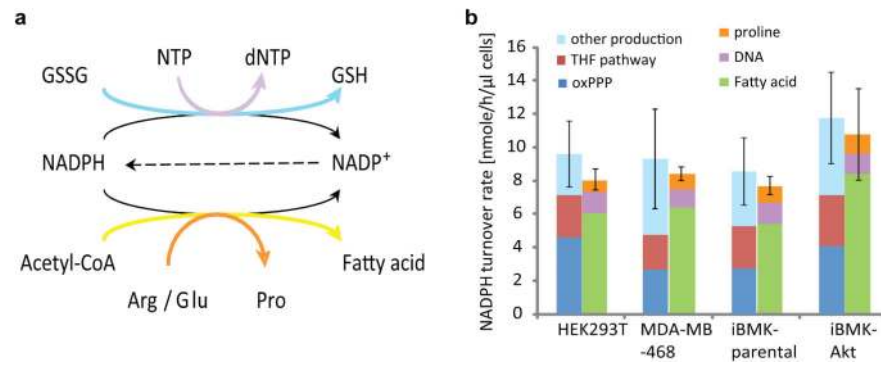 a
NTP dNTP
GSSG GSH
NADPH NADP+
Acetyl-CoA Fatty acid
Arg / Glu Pro
b
other production
THF pathway
oxPPP
proline
DNA
Fatty acid
NADPH turnover rate [nmole/h/μl cells]
16
14
12
10
8
6
4
2
0
HEK293T MDA-MB iBMK- iBMK-
-468 parental Akt